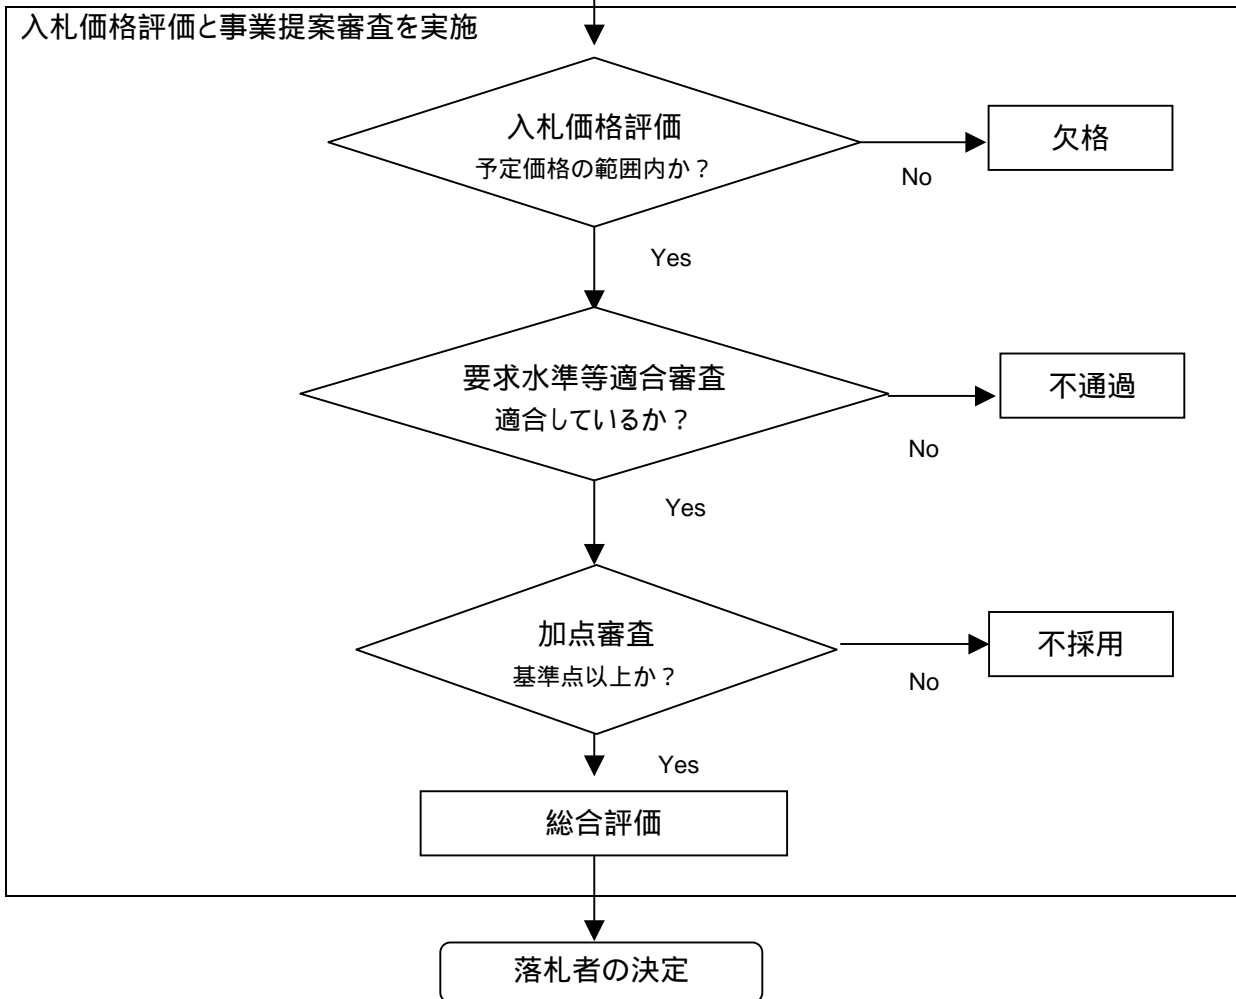 入札価格評価と事業提案審査を実施
入札価格評価
予定価格の範囲内か？
欠格
No
Yes
要求水準等適合審査
適合しているか？
不通過
No
Yes
加点審査
基準点以上か？
不採用
No
Yes
総合評価
落札者の決定